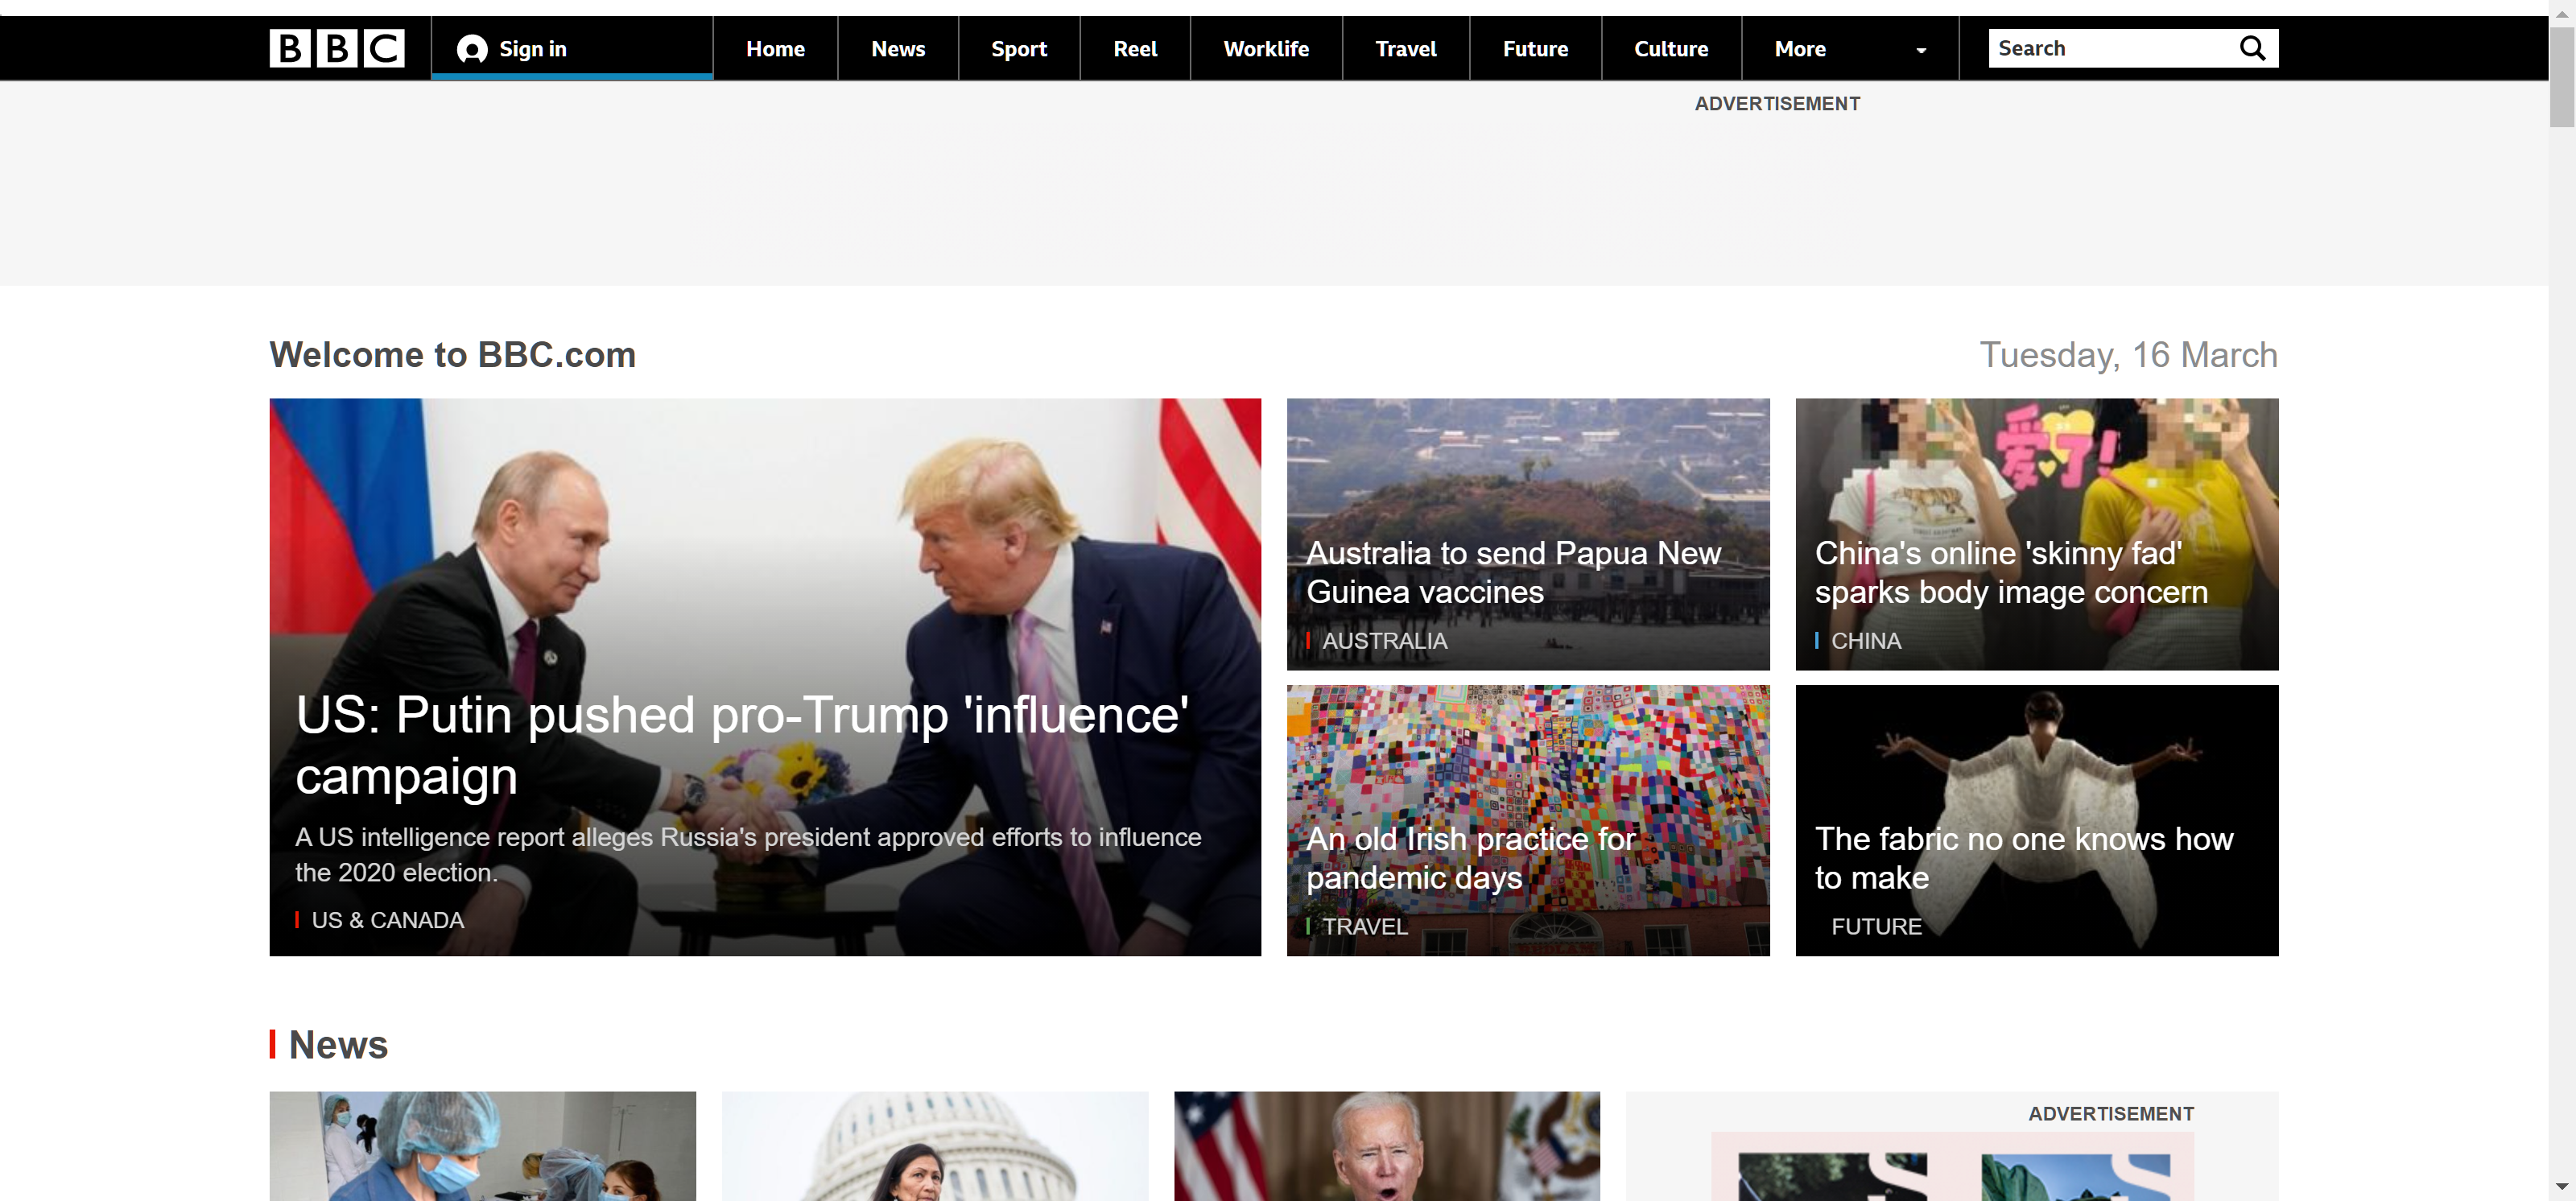 BBC
Sign in
Home
News
Sport
Reel
Worklife
Travel
Future
Culture
More
Search
ADVERTISEMENT
Welcome to BBC.com
Tuesday, 16 March
US: Putin pushed pro-Trump 'influence'
campaign
A US intelligence report alleges Russia's president approved efforts to influence
the 2020 election.
US & CANADA
Australia to send Papua New
Guinea vaccines
AUSTRALIA
爱了!
China's online 'skinny fad'
sparks body image concern
CHINA
An old Irish practice for
pandemic days
TRAVEL
The fabric no one knows how
to make
FUTURE
News
ADVERTISEMENT